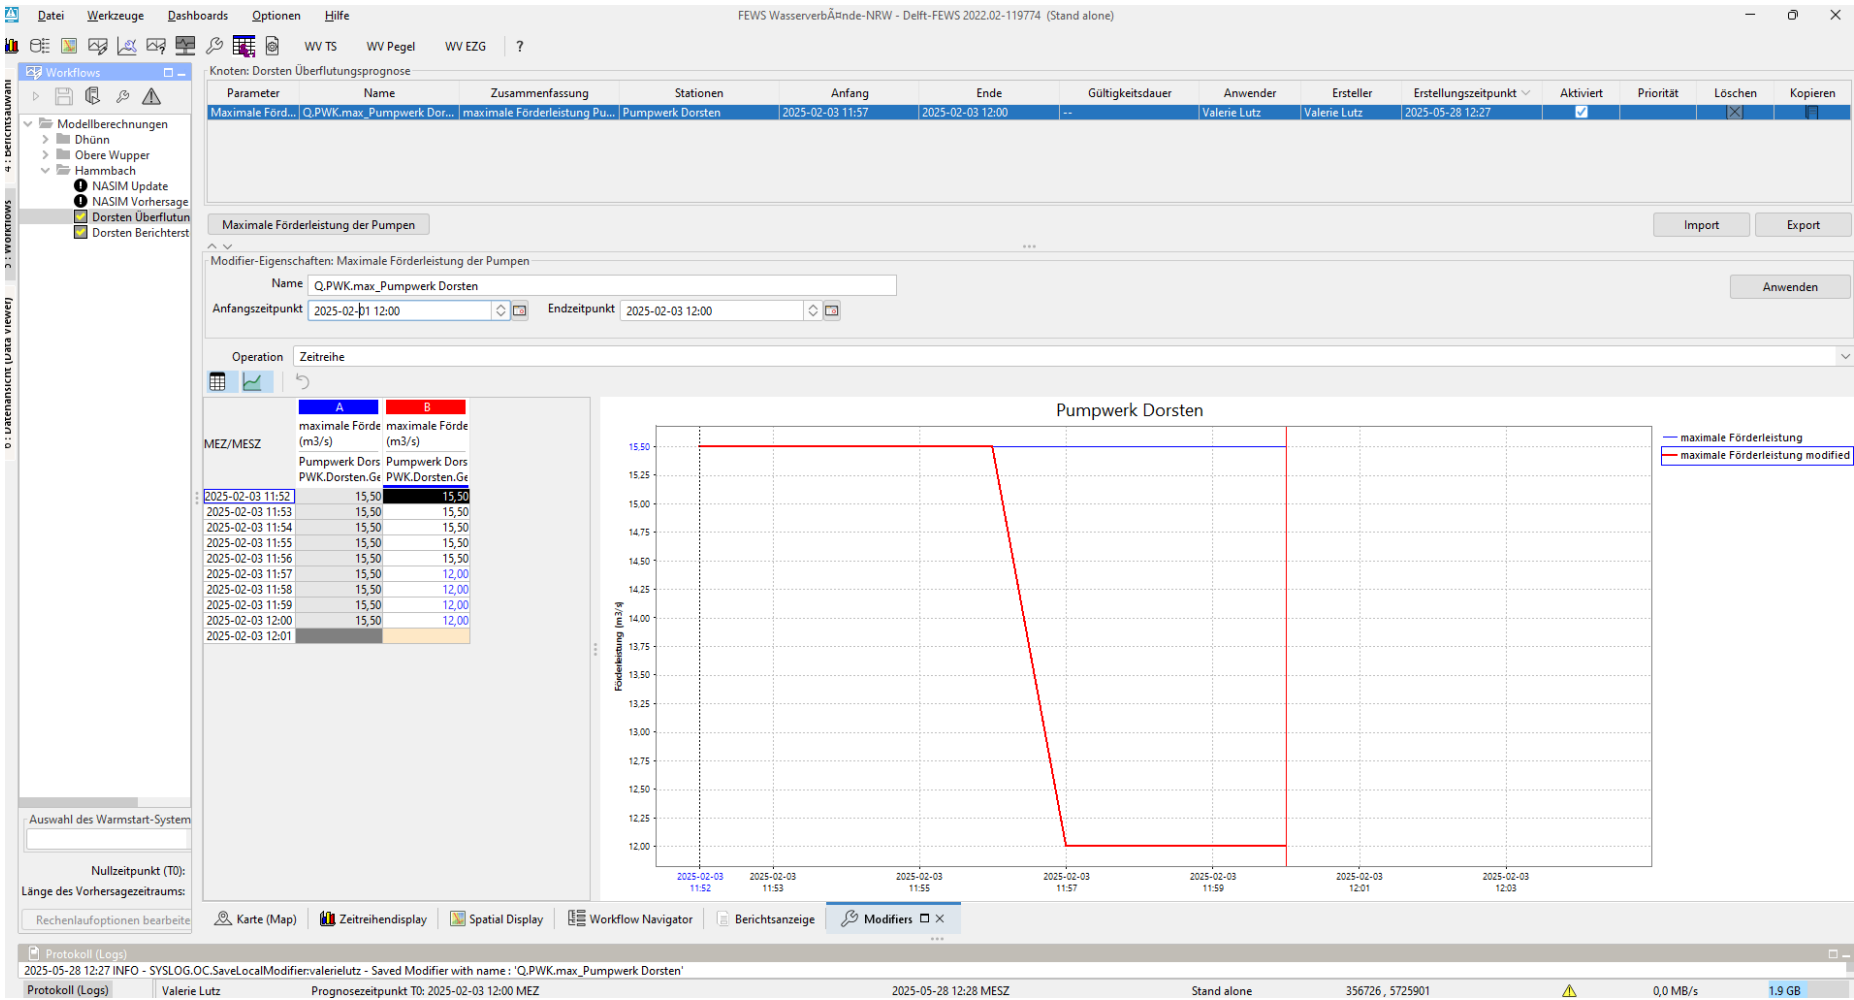 Datei Werkzeuge Dashboards Optionen Hilfe FEWS WasserverbÃ¤nde-NRW - Delft-FEWS 2022.02-119774 (Stand alone)
WV TS WV Pegel WV EZG ?
Workflows
Modellberechnungen
Dhünn
Obere Wupper
Hammbach
NASIM Update
NASIM Vorhersage
Dorsten Überflutun
Dorsten Berichterst
Auswahl des Warmstart-System
Nullzeitpunkt (T0):
Länge des Vorhersagezeitraums:
Rechenlaufoptionen bearbeite
Knoten: Dorsten Überflutungsprognose
Parameter Name Zusammenfassung Stationen Anfang Ende Gültigkeitsdauer Anwender Ersteller Erstellungszeitpunkt Aktiviert Priorität Löschen Kopieren
Maximale Förd... Q.PWK.max_Pumpwerk Dor... maximale Förderleistung Pu... Pumpwerk Dorsten 2025-02-03 11:57 2025-02-03 12:00 -- Valerie Lutz Valerie Lutz 2025-05-28 12:27
Maximale Förderleistung der Pumpen Import Export
Modifier-Eigenschaften: Maximale Förderleistung der Pumpen
Name Q.PWK.max_Pumpwerk Dorsten Anwenden
Anfangszeitpunkt 2025-02-01 12:00 Endzeitpunkt 2025-02-03 12:00
Operation Zeitreihe
A B
maximale Förde maximale Förde
MEZ/MESZ (m3/s) (m3/s)
Pumpwerk Dors Pumpwerk Dors
PWK.Dorsten.Ge PWK.Dorsten.Ge
2025-02-03 11:52 15,50 15,50
2025-02-03 11:53 15,50 15,50
2025-02-03 11:54 15,50 15,50
2025-02-03 11:55 15,50 15,50
2025-02-03 11:56 15,50 15,50
2025-02-03 11:57 15,50 12,00
2025-02-03 11:58 15,50 12,00
2025-02-03 11:59 15,50 12,00
2025-02-03 12:00 15,50 12,00
2025-02-03 12:01
Pumpwerk Dorsten
maximale Förderleistung
maximale Förderleistung modified
Förderleistung [m3/s]
15,50
15,25
15,00
14,75
14,50
14,25
14,00
13,75
13,50
13,25
13,00
12,75
12,50
12,25
12,00
2025-02-03 2025-02-03 2025-02-03 2025-02-03 2025-02-03 2025-02-03 2025-02-03
11:52 11:53 11:55 11:57 11:59 12:01 12:03
Karte (Map) Zeitreihendisplay Spatial Display Workflow Navigator Berichtsanzeige Modifiers
Protokoll (Logs)
2025-05-28 12:27 INFO - SYSLOG.OC.SaveLocalModifier:valerielutz - Saved Modifier with name : 'Q.PWK.max_Pumpwerk Dorsten'
Protokoll (Logs) Valerie Lutz Prognosezeitpunkt T0: 2025-02-03 12:00 MEZ 2025-05-28 12:28 MESZ Stand alone 356726 , 5725901 0,0 MB/s 1.9 GB